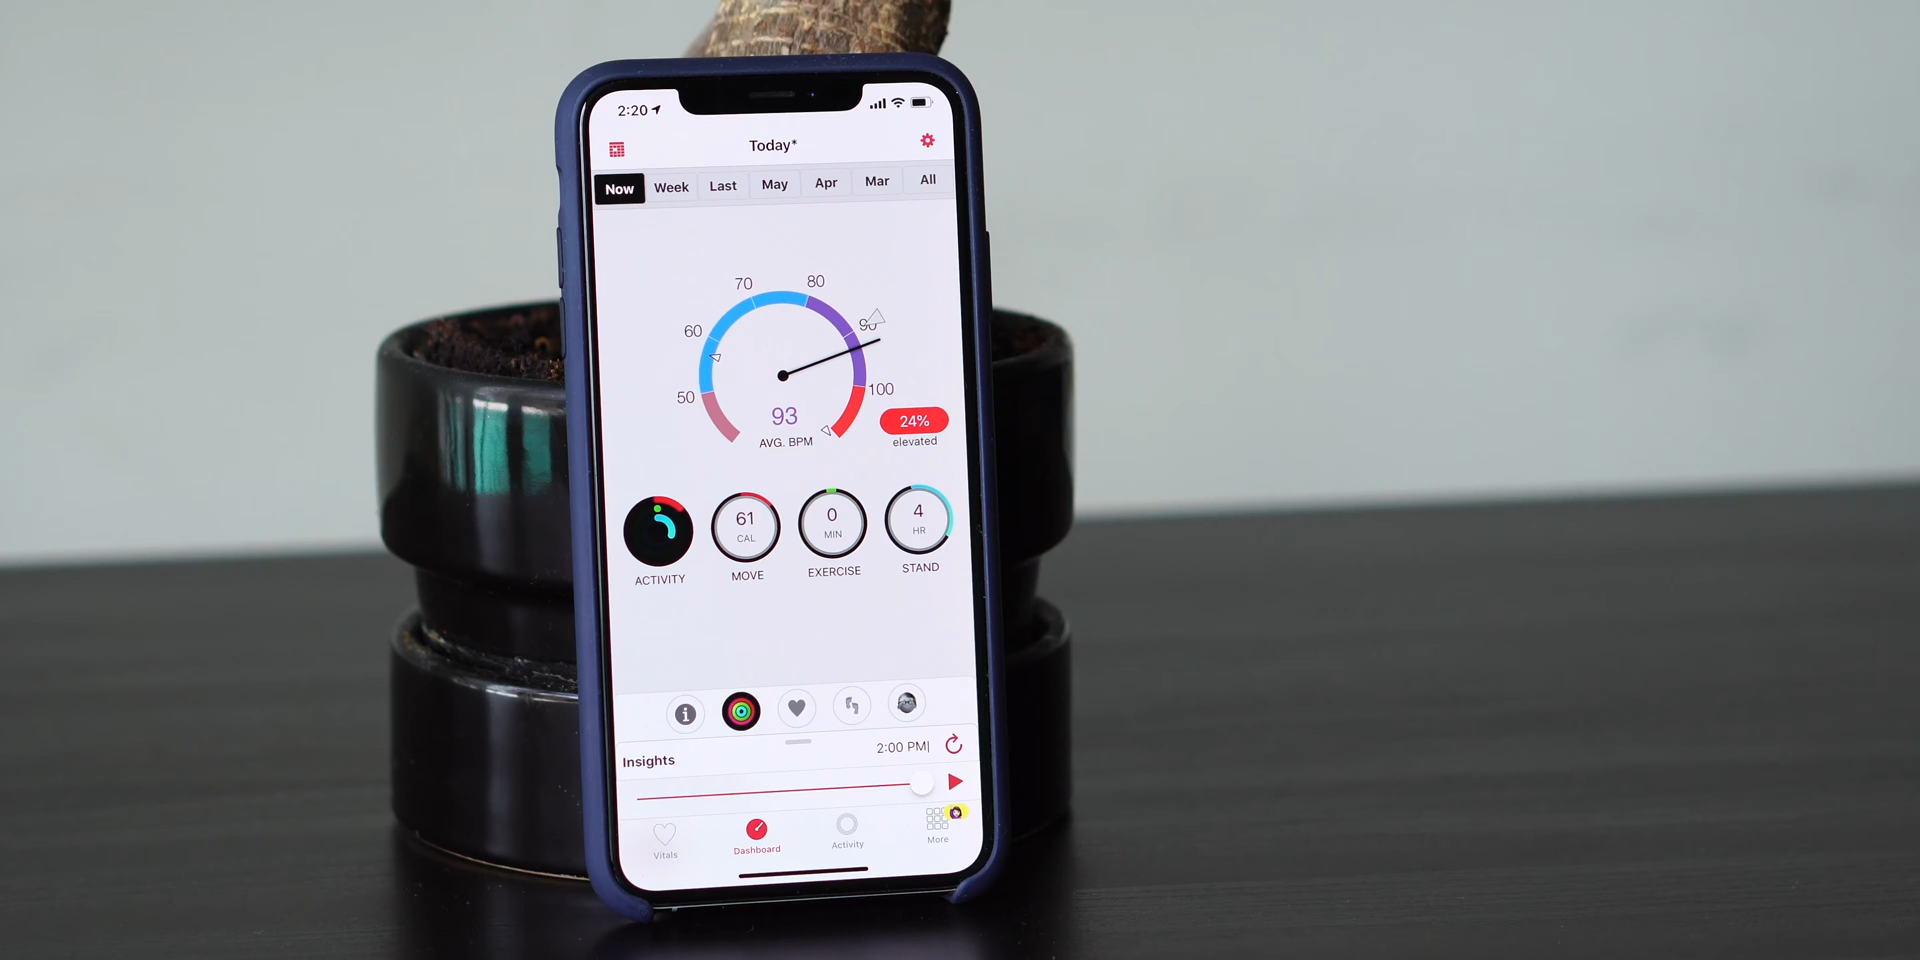 2:20
Today*
Now Week Last May Apr Mar All
70 80
60 90
50 100
93
AVG. BPM
24%
elevated
61 0 4
CAL MIN HR
ACTIVITY MOVE EXERCISE STAND
i
Insights 2:00 PM|
Vitals Dashboard Activity More